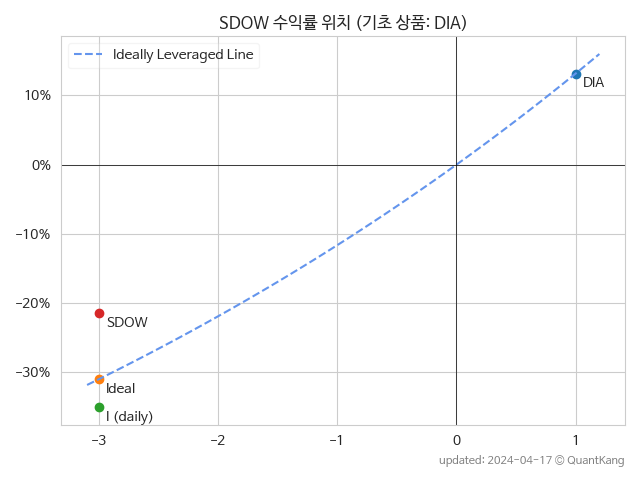 SDOW 수익률 위치 (기초 상품: DIA)
Ideally Leveraged Line
DIA
10%
0%
−10%
−20%
−30%
SDOW
Ideal
I (daily)
−3
−2
−1
0
1
updated: 2024-04-17 © QuantKang